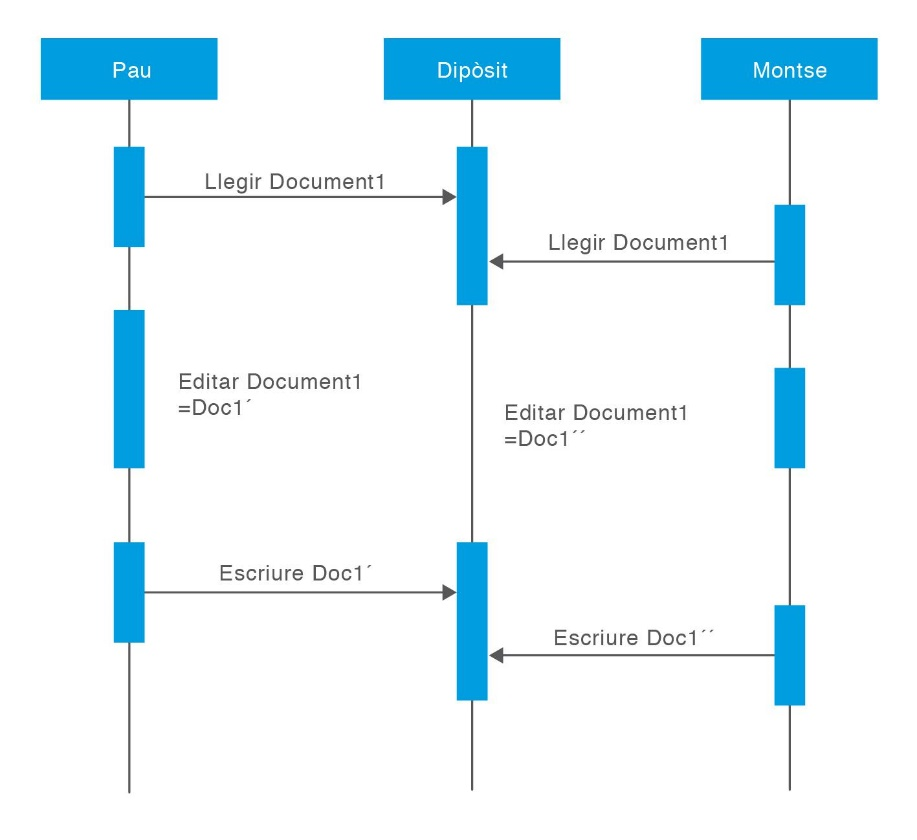 Pau
Dipòsit
Montse
Llegir Document1
Llegir Document1
Editar Document1
=Doc1´
Editar Document1
=Doc1´´
Escriure Doc1´
Escriure Doc1´´